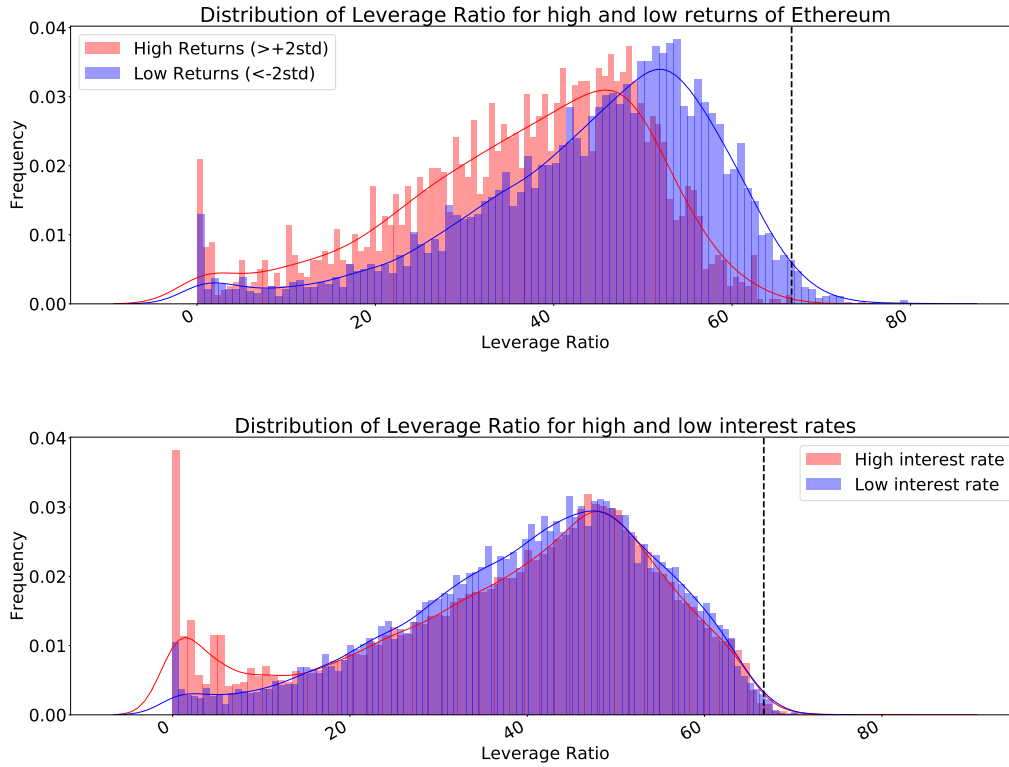 Distribution of Leverage Ratio for high and low returns of Ethereum
0.04
0.03
0.02
0.01
0.00
Frequency
High Returns (>+2std)
Low Returns (<-2std)
0
20
40
60
80
Leverage Ratio
Distribution of Leverage Ratio for high and low interest rates
0.04
0.03
0.02
0.01
0.00
Frequency
High interest rate
Low interest rate
0
20
40
60
80
Leverage Ratio